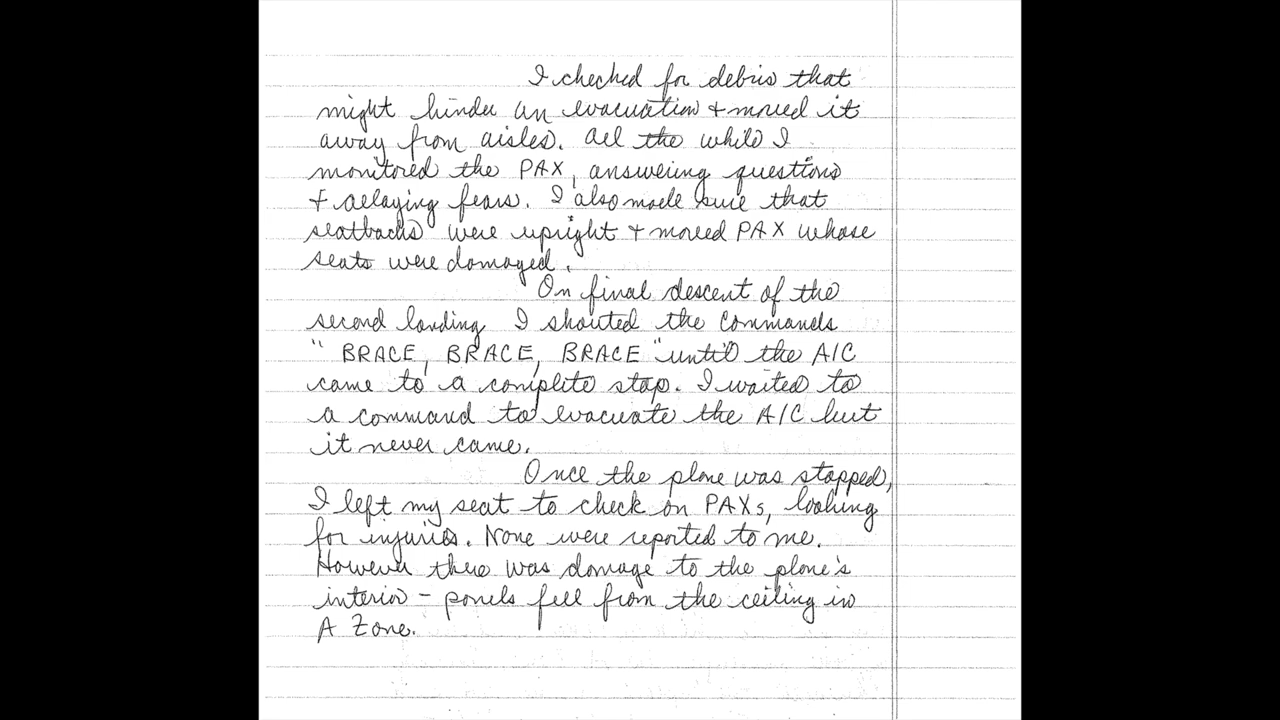 I checked for debris that
might hinder an evacuation + moved it
away from aisles. All the while I
monitored the PAX, answering questions
+ allaying fears. I also made sure that
seatbacks were upright + moved PAX whose
seats were damaged.
On final descent of the
second landing I shouted the commands
"BRACE, BRACE, BRACE" until the A/C
came to a complete stop. I waited to
a command to evacuate the A/C but
it never came.
Once the plane was stopped,
I left my seat to check on PAXs, looking
for injuries. None were reported to me.
However there was damage to the plane's
interior - panels fell from the ceiling in
A Zone.